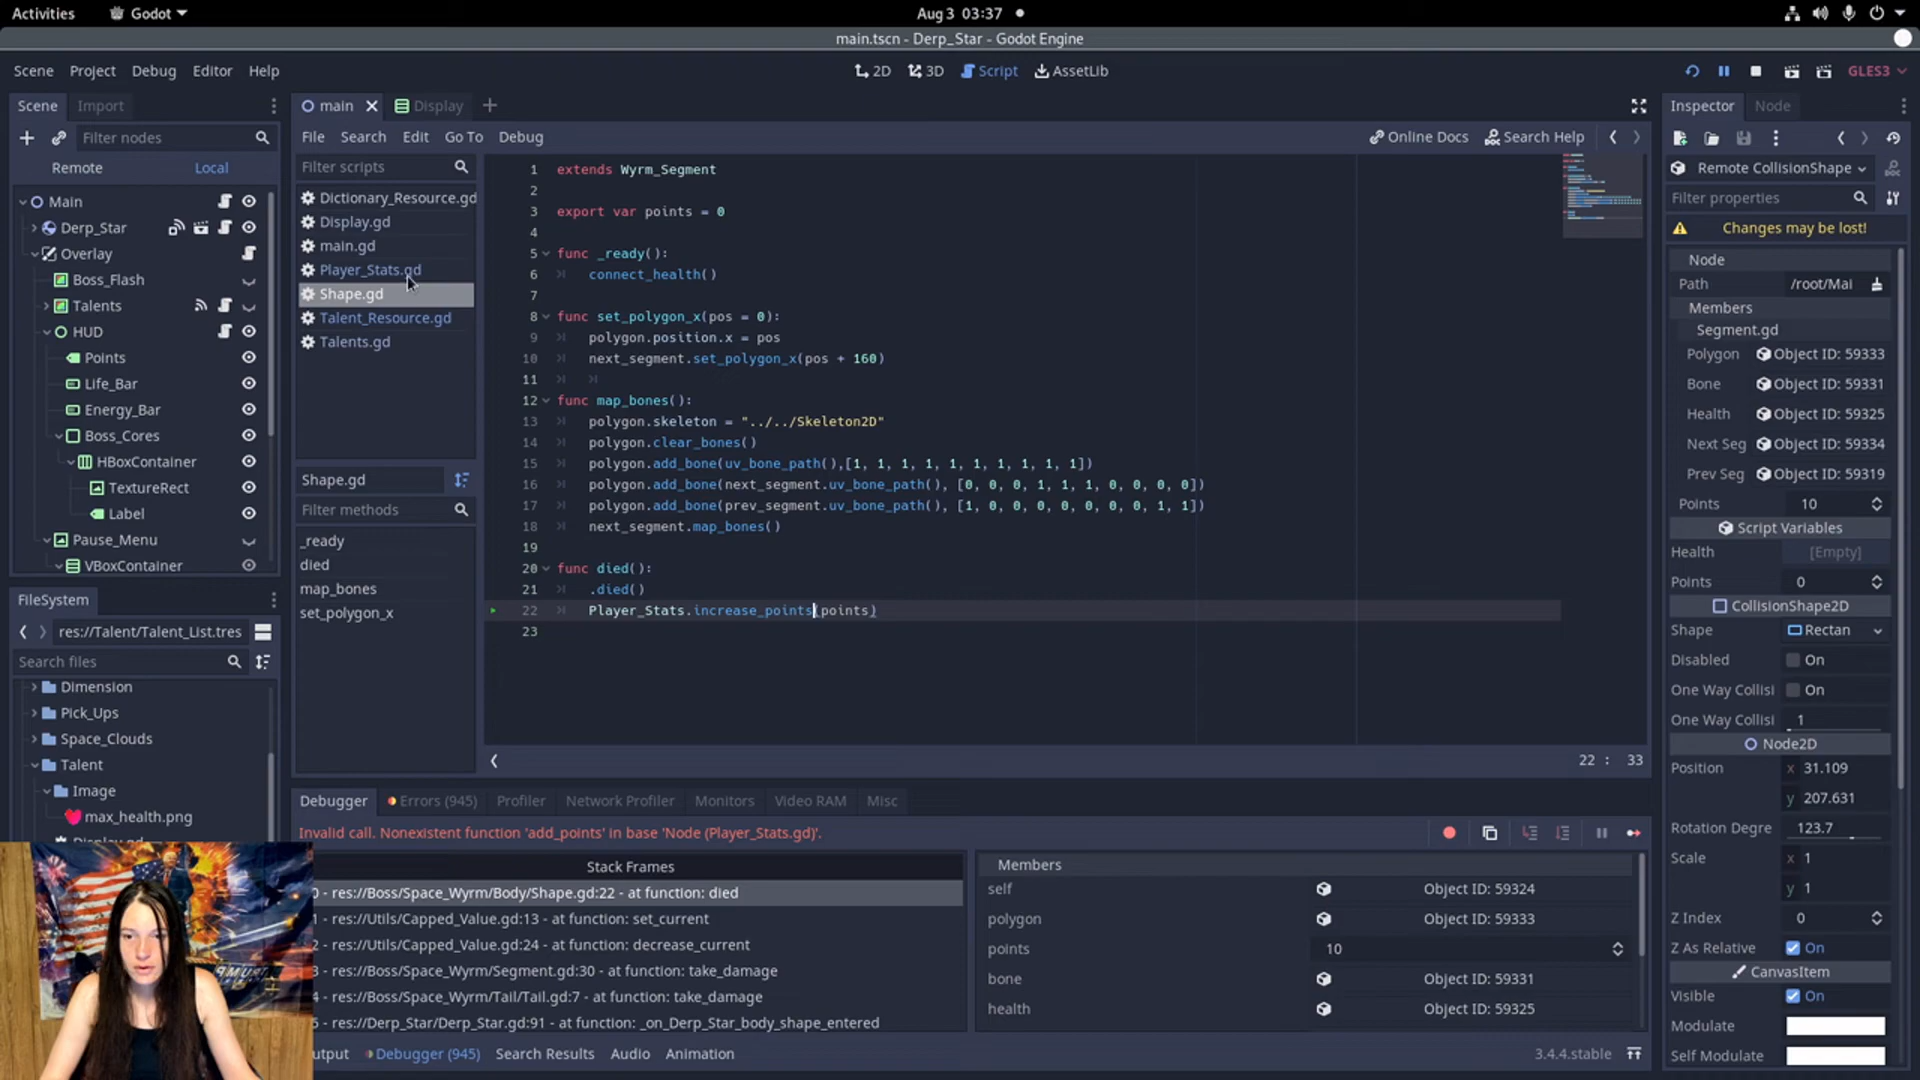 Activities Godot Aug 3 03:37
main.tscn - Derp_Star - Godot Engine
Scene Project Debug Editor Help 2D 3D Script AssetLib GLES3
Scene Import
Filter nodes
Remote Local
Main
Derp_Star
Overlay
Boss_Flash
Talents
HUD
Points
Life_Bar
Energy_Bar
Boss_Cores
HBoxContainer
TextureRect
Label
Pause_Menu
VBoxContainer
FileSystem
res://Talent/Talent_List.tres
Search files
Dimension
Pick_Ups
Space_Clouds
Talent
Image
max_health.png
main Display
File Search Edit Go To Debug Online Docs Search Help
Filter scripts
Dictionary_Resource.gd
Display.gd
main.gd
Player_Stats.gd
Shape.gd
Talent_Resource.gd
Talents.gd
Shape.gd
Filter methods
_ready
died
map_bones
set_polygon_x
1 extends Wyrm_Segment
2
3 export var points = 0
4
5 func _ready():
6 connect_health()
7
8 func set_polygon_x(pos = 0):
9 polygon.position.x = pos
10 next_segment.set_polygon_x(pos + 160)
11
12 func map_bones():
13 polygon.skeleton = "../../Skeleton2D"
14 polygon.clear_bones()
15 polygon.add_bone(uv_bone_path(),[1, 1, 1, 1, 1, 1, 1, 1, 1, 1])
16 polygon.add_bone(next_segment.uv_bone_path(), [0, 0, 0, 1, 1, 1, 0, 0, 0, 0])
17 polygon.add_bone(prev_segment.uv_bone_path(), [1, 0, 0, 0, 0, 0, 0, 0, 1, 1])
18 next_segment.map_bones()
19
20 func died():
21 .died()
22 Player_Stats.increase_points(points)
23
22 : 33
Debugger Errors (945) Profiler Network Profiler Monitors Video RAM Misc
Invalid call. Nonexistent function 'add_points' in base 'Node (Player_Stats.gd)'.
Stack Frames
0 - res://Boss/Space_Wyrm/Body/Shape.gd:22 - at function: died
1 - res://Utils/Capped_Value.gd:13 - at function: set_current
2 - res://Utils/Capped_Value.gd:24 - at function: decrease_current
3 - res://Boss/Space_Wyrm/Segment.gd:30 - at function: take_damage
4 - res://Boss/Space_Wyrm/Tail/Tail.gd:7 - at function: take_damage
5 - res://Derp_Star/Derp_Star.gd:91 - at function: _on_Derp_Star_body_shape_entered
Members
self Object ID: 59324
polygon Object ID: 59333
points 10
bone Object ID: 59331
health Object ID: 59325
Debugger (945) Search Results Audio Animation 3.4.4.stable
Inspector Node
Remote CollisionShape
Filter properties
Changes may be lost!
Node
Path /root/Mai
Members
Segment.gd
Polygon Object ID: 59333
Bone Object ID: 59331
Health Object ID: 59325
Next Seg Object ID: 59334
Prev Seg Object ID: 59319
Points 10
Script Variables
Health [Empty]
Points 0
CollisionShape2D
Shape Rectan
Disabled On
One Way Collisi On
One Way Collisi 1
Node2D
Position x 31.109
y 207.631
Rotation Degre 123.7
Scale x 1
y 1
Z Index 0
Z As Relative On
CanvasItem
Visible On
Modulate
Self Modulate